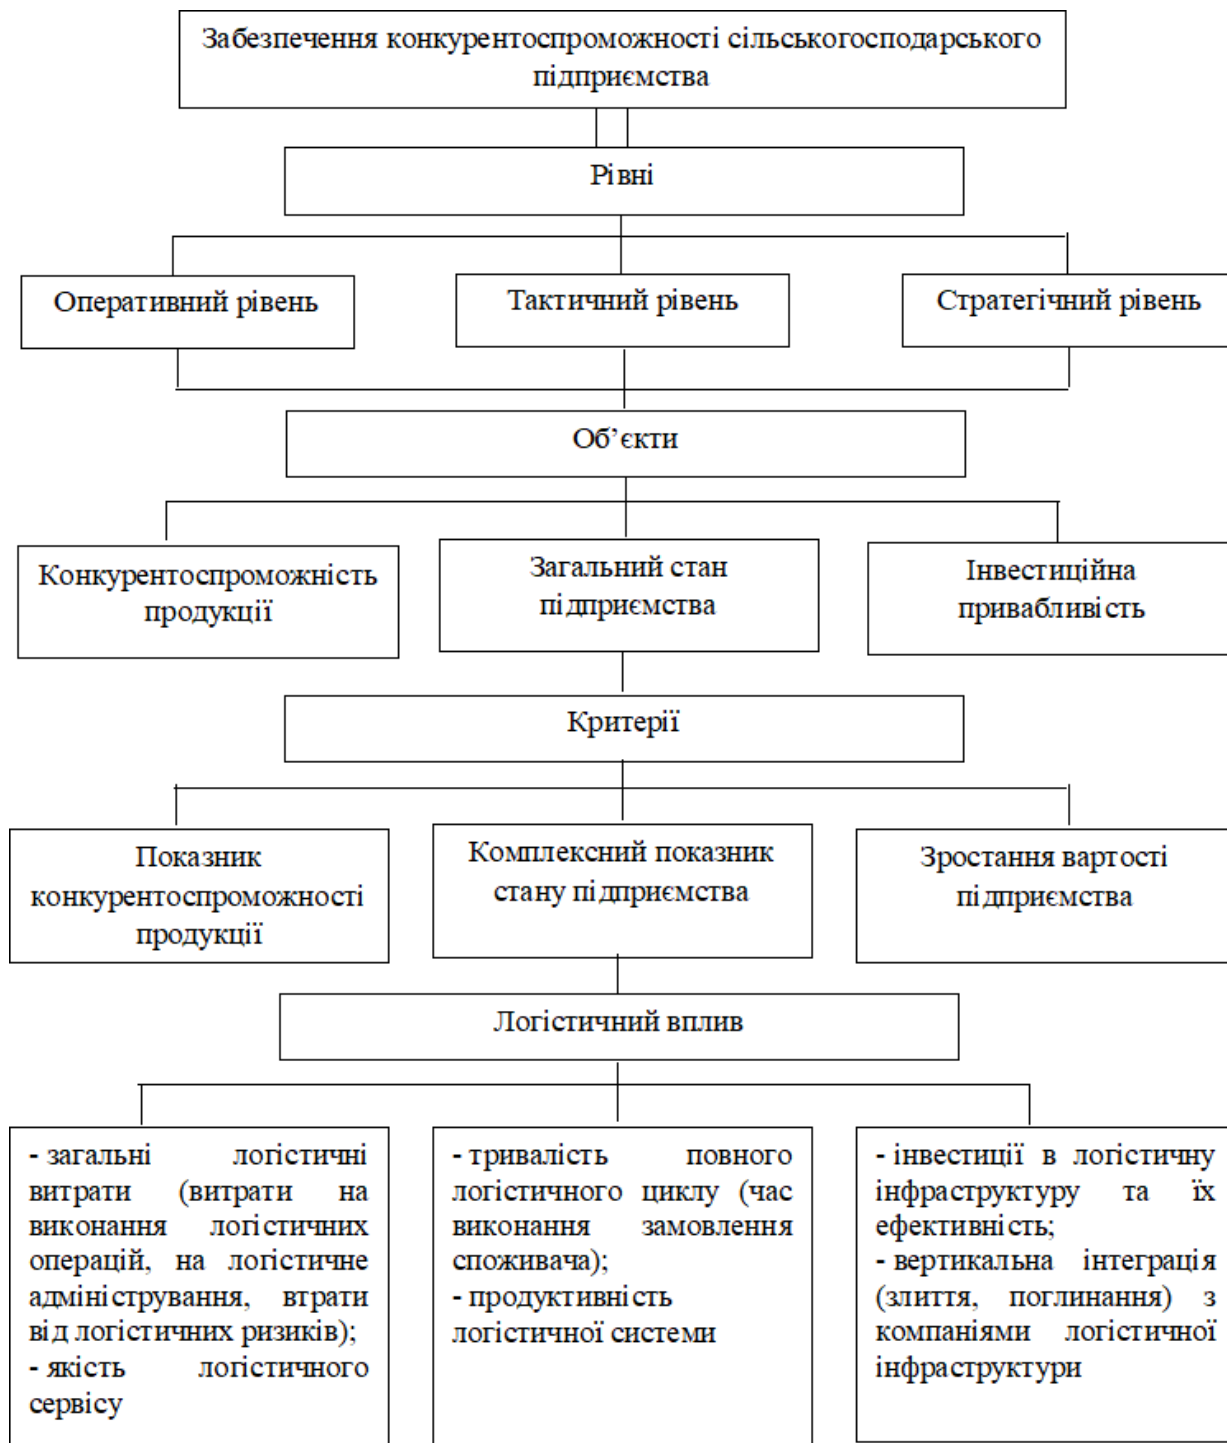 Забезпечення конкурентоспроможності сільськогосподарського
підприємства
Рівні
Оперативний рівень
Тактичний рівень
Стратегічний рівень
Об’єкти
Конкурентоспроможність
продукції
Загальний стан
підприємства
Інвестиційна
привабливість
Критерії
Показник
конкурентоспроможності
продукції
Комплексний показник
стану підприємства
Зростання вартості
підприємства
Логістичний вплив
- загальні логістичні
витрати (витрати на
виконання логістичних
операцій, на логістичне
адміністрування, втрати
від логістичних ризиків);
- якість логістичного
сервісу
- тривалість повного
логістичного циклу (час
виконання замовлення
споживача);
- продуктивність
логістичної системи
- інвестиції в логістичну
інфраструктуру та їх
ефективність;
- вертикальна інтеграція
(злиття, поглинання) з
компаніями логістичної
інфраструктури